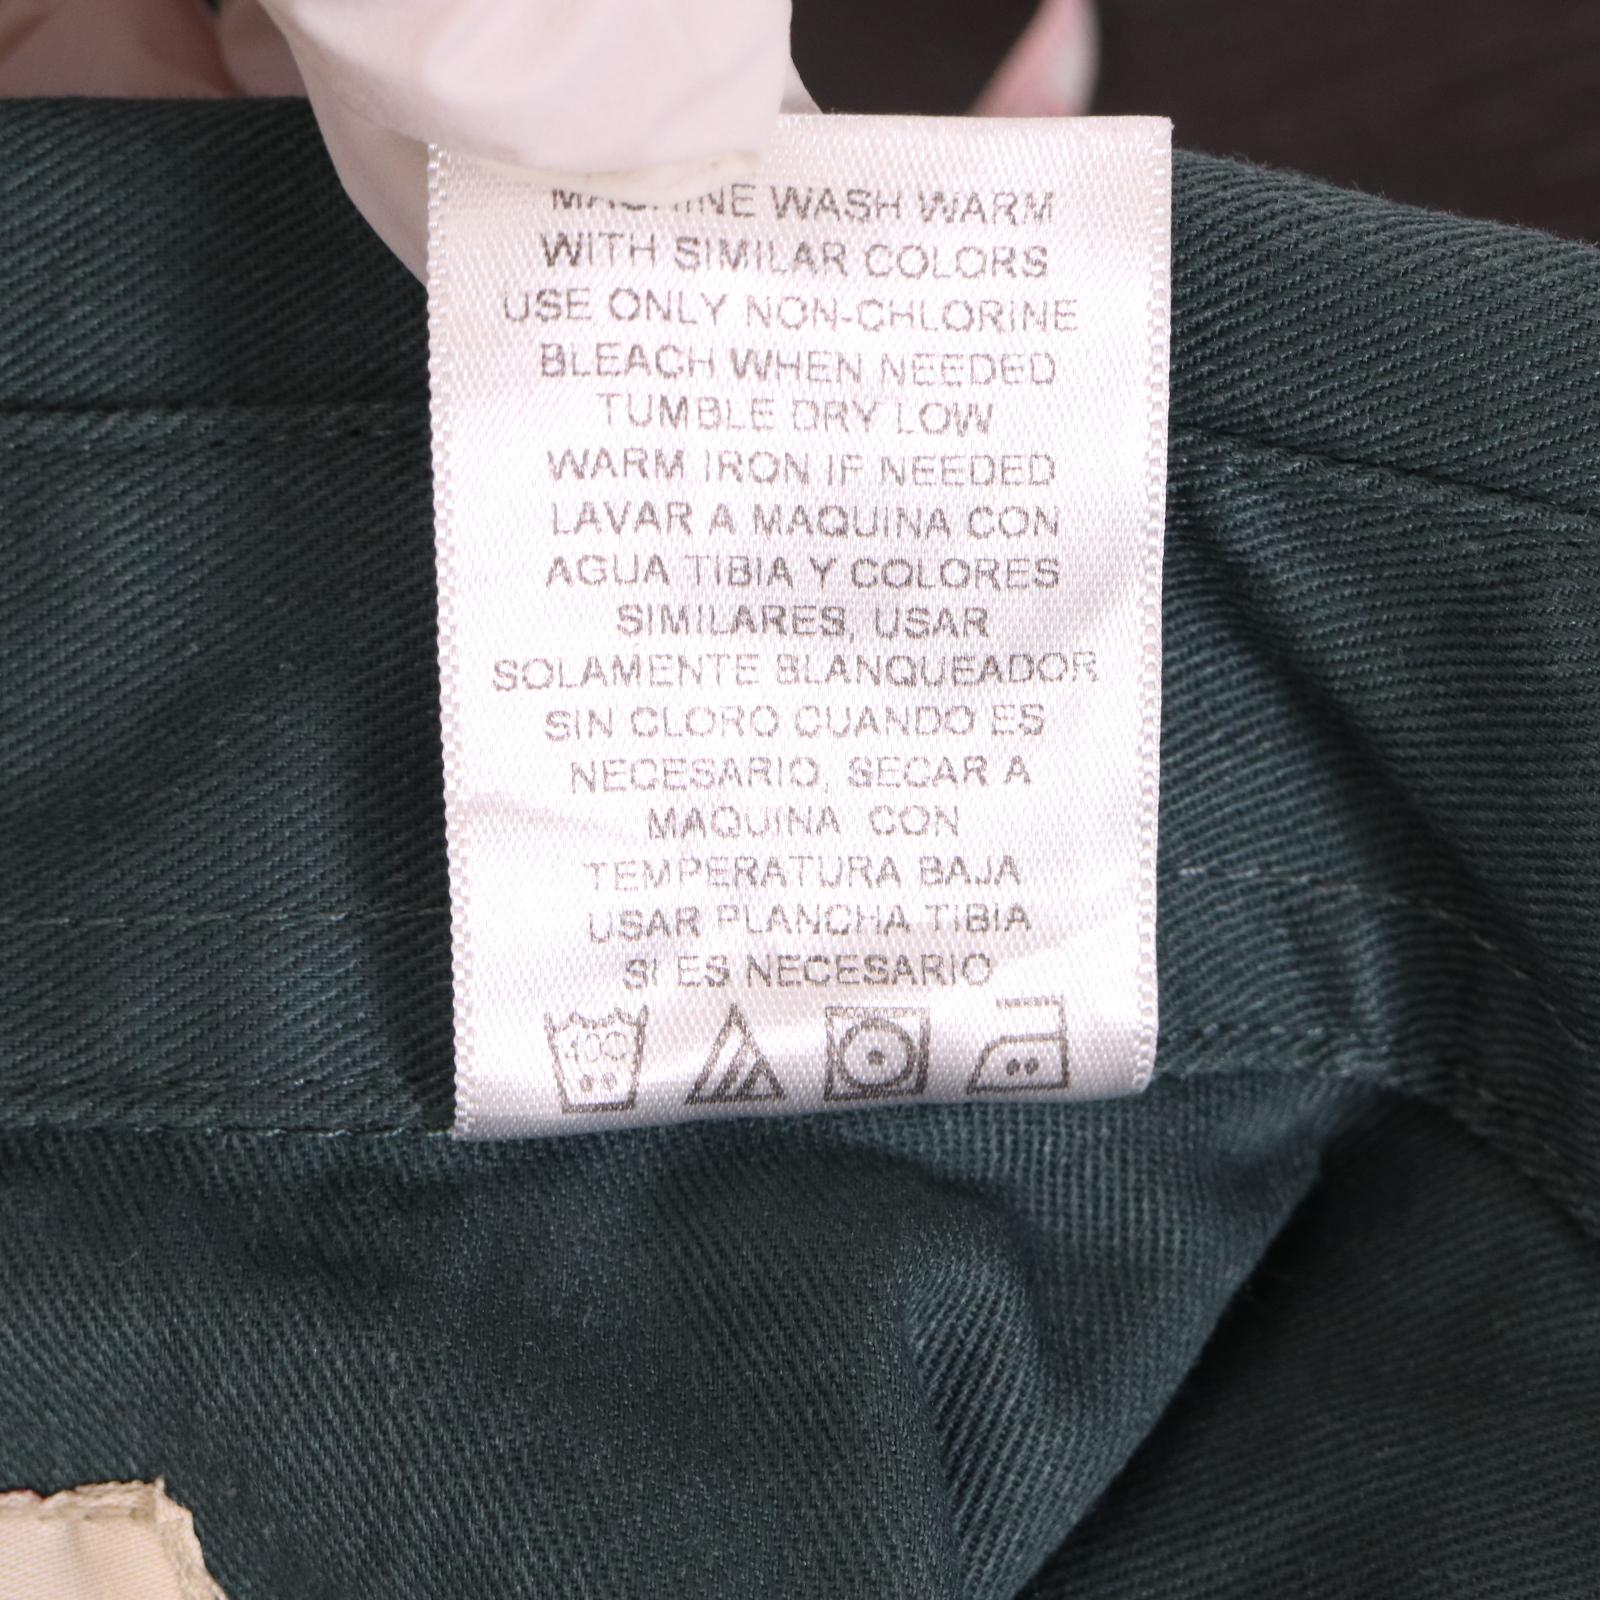 MACHINE WASH WARM
WITH SIMILAR COLORS
USE ONLY NON-CHLORINE
BLEACH WHEN NEEDED
TUMBLE DRY LOW
WARM IRON IF NEEDED
LAVAR A MAQUINA CON
AGUA TIBIA Y COLORES
SIMILARES, USAR
SOLAMENTE BLANQUEADOR
SIN CLORO CUANDO ES
NECESARIO, SECAR A
MAQUINA CON
TEMPERATURA BAJA
USAR PLANCHA TIBIA
SI ES NECESARIO
40C